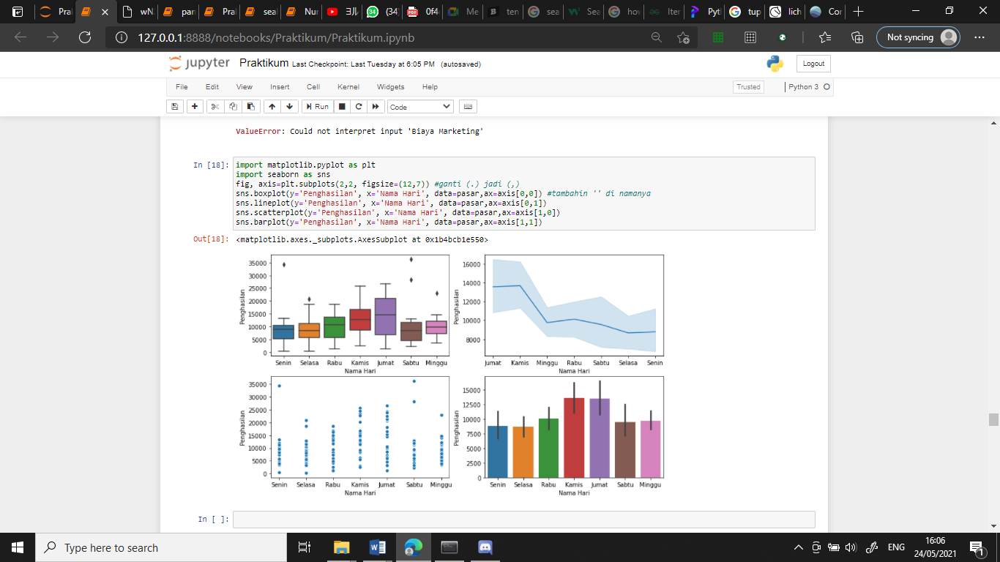 Pra
wN
pan
Pra
sea
Nur
(34)
0f4
Me
ten
sea
Sea
hov
Iter
Pyt
tup
lich
Cor
127.0.0.1:8888/notebooks/Praktikum/Praktikum.ipynb
Not syncing
jupyter Praktikum Last Checkpoint: Last Tuesday at 6:05 PM (autosaved)
Logout
File Edit View Insert Cell Kernel Widgets Help
Trusted
Python 3
Run
Code
ValueError: Could not interpret input 'Biaya Marketing'
In [18]: import matplotlib.pyplot as plt
import seaborn as sns
fig, axis=plt.subplots(2,2, figsize=(12,7)) #ganti (.) jadi (,)
sns.boxplot(y='Penghasilan', x='Nama Hari', data=pasar,ax=axis[0,0]) #tambahin '' di namanya
sns.lineplot(y='Penghasilan', x='Nama Hari', data=pasar,ax=axis[0,1])
sns.scatterplot(y='Penghasilan', x='Nama Hari', data=pasar,ax=axis[1,0])
sns.barplot(y='Penghasilan', x='Nama Hari', data=pasar,ax=axis[1,1])
Out[18]: <matplotlib.axes._subplots.AxesSubplot at 0x1b4bcb1e550>
35000
30000
25000
20000
15000
10000
5000
0
Penghasilan
Senin Selasa Rabu Kamis Jumat Sabtu Minggu
Nama Hari
16000
14000
12000
10000
8000
Penghasilan
Jumat Kamis Minggu Rabu Sabtu Selasa Senin
Nama Hari
35000
30000
25000
20000
15000
10000
5000
0
Penghasilan
Senin Selasa Rabu Kamis Jumat Sabtu Minggu
Nama Hari
15000
12500
10000
7500
5000
2500
0
Penghasilan
Senin Selasa Rabu Kamis Jumat Sabtu Minggu
Nama Hari
In [ ]:
Type here to search
ENG
16:06
24/05/2021
1